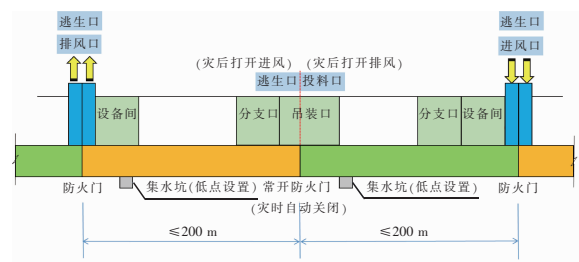 逃生口
排风口
逃生口
进风口
(灾后打开进风) (灾后打开排风)
逃生口 投料口
设备间
分支口
吊装口
分支口
设备间
防火门
集水坑(低点设置)
常开防火门
集水坑(低点设置)
防火门
(灾时自动关闭)
≤200 m
≤200 m